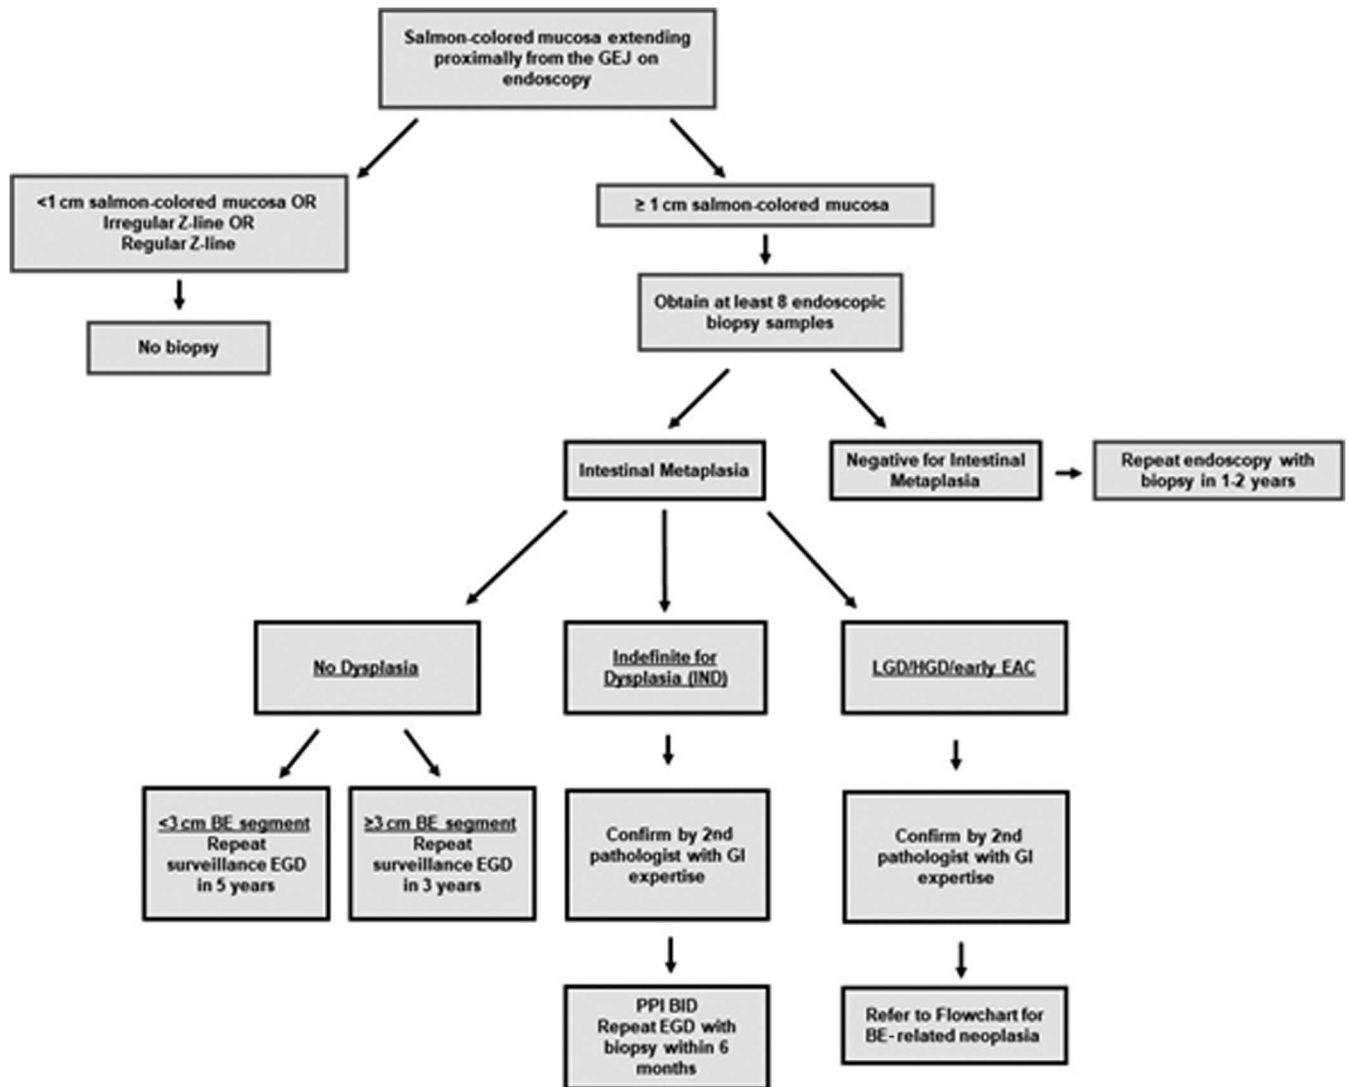 Salmon-colored mucosa extending
proximally from the GEJ on
endoscopy
<1 cm salmon-colored mucosa OR
Irregular Z-line OR
Regular Z-line
≥ 1 cm salmon-colored mucosa
No biopsy
Obtain at least 8 endoscopic
biopsy samples
Intestinal Metaplasia
Negative for Intestinal
Metaplasia
Repeat endoscopy with
biopsy in 1-2 years
No Dysplasia
Indefinite for
Dysplasia (IND)
LGD/HGD/early EAC
<3 cm BE segment
Repeat
surveillance EGD
in 5 years
≥3 cm BE segment
Repeat
surveillance EGD
in 3 years
Confirm by 2nd
pathologist with GI
expertise
Confirm by 2nd
pathologist with GI
expertise
PPI BID
Repeat EGD with
biopsy within 6
months
Refer to Flowchart for
BE- related neoplasia